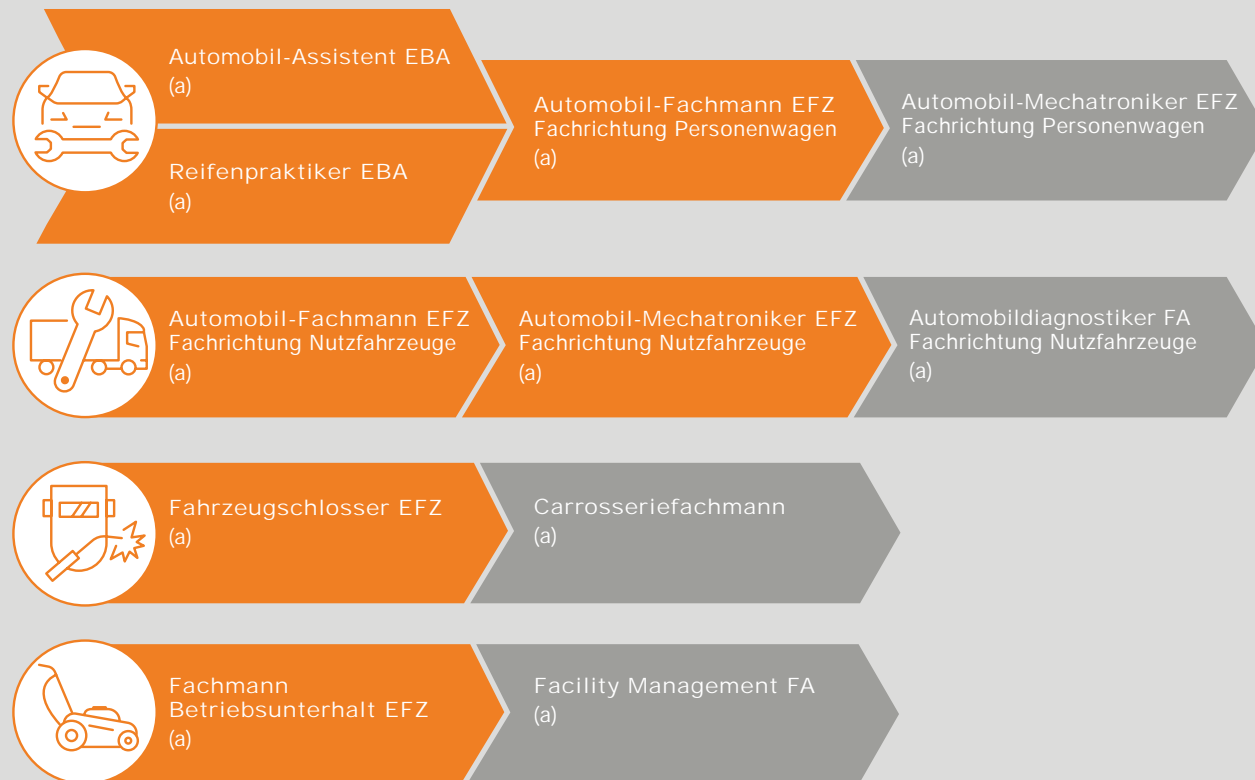 Automobil-Assistent EBA
(a)
Reifenpraktiker EBA
(a)
Automobil-Fachmann EFZ
Fachrichtung Personenwagen
(a)
Automobil-Mechatroniker EFZ
Fachrichtung Personenwagen
(a)
Automobil-Fachmann EFZ
Fachrichtung Nutzfahrzeuge
(a)
Automobil-Mechatroniker EFZ
Fachrichtung Nutzfahrzeuge
(a)
Automobildiagnostiker FA
Fachrichtung Nutzfahrzeuge
(a)
Fahrzeugschlosser EFZ
(a)
Carrosseriefachmann
(a)
Fachmann
Betriebsunterhalt EFZ
(a)
Facility Management FA
(a)